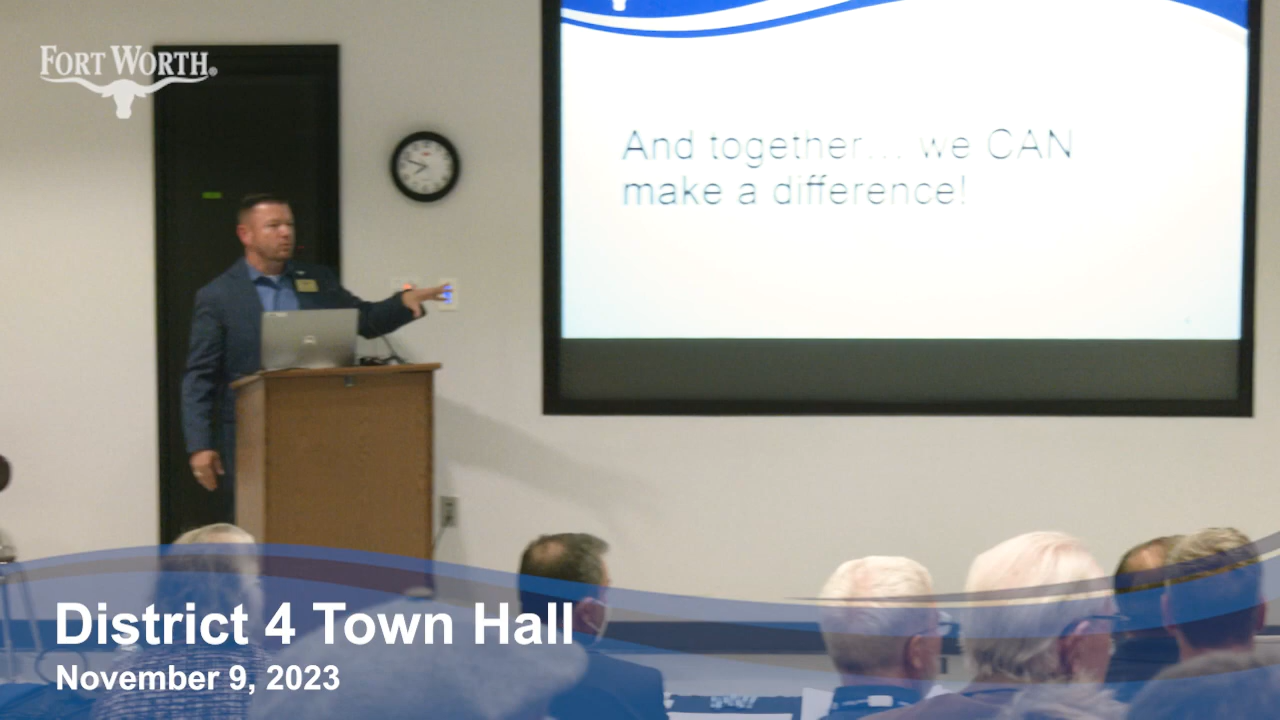 FORT WORTH®
And together... we CAN
make a difference!
District 4 Town Hall
November 9, 2023